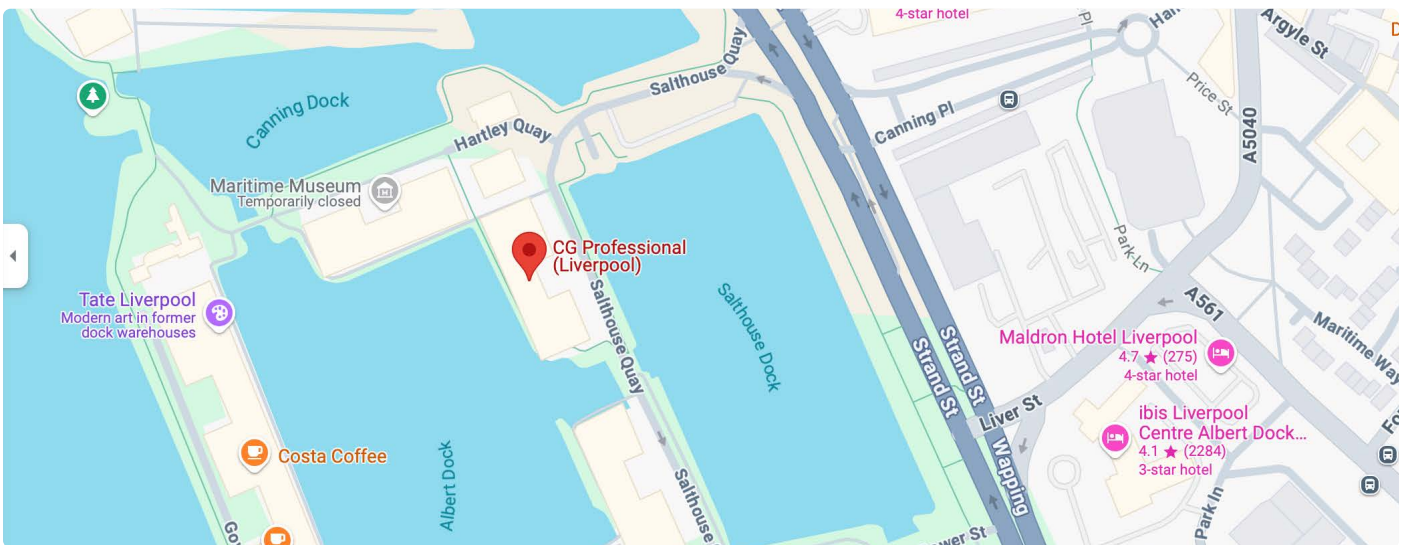 4-star hotel
Argyle St
Canning Dock
Salthouse Quay
Price St
Hartley Quay
Canning Pl
A5040
Maritime Museum
Temporarily closed
CG Professional
(Liverpool)
Park Ln
Tate Liverpool
Modern art in former
dock warehouses
Salthouse Quay
Salthouse Dock
A561
Maritime Way
Strand St
Strand St
Maldron Hotel Liverpool
4.7 ★ (275)
4-star hotel
Liver St
ibis Liverpool
Centre Albert Dock...
4.1 ★ (2284)
3-star hotel
Costa Coffee
Albert Dock
Wapping
Salthouse
Park ln